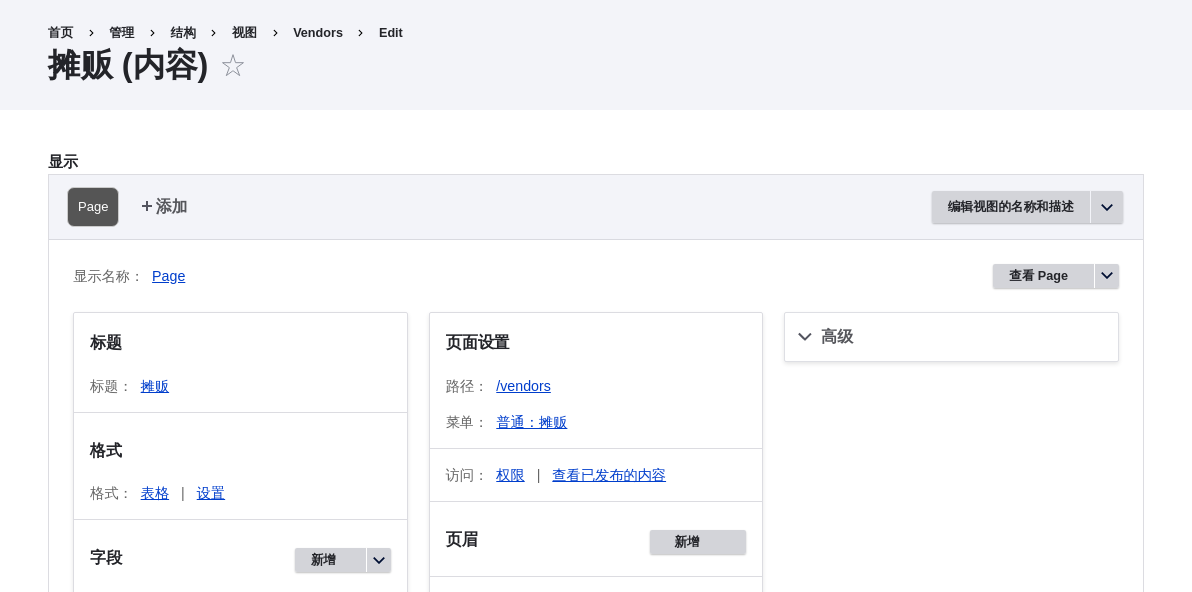 首页 管理 结构 视图 Vendors Edit
摊贩 (内容)
显示
Page 添加 编辑视图的名称和描述
显示名称： Page 查看 Page
标题
标题： 摊贩
格式
格式： 表格 | 设置
字段 新增
页面设置
路径： /vendors
菜单： 普通：摊贩
访问： 权限 | 查看已发布的内容
页眉 新增
高级